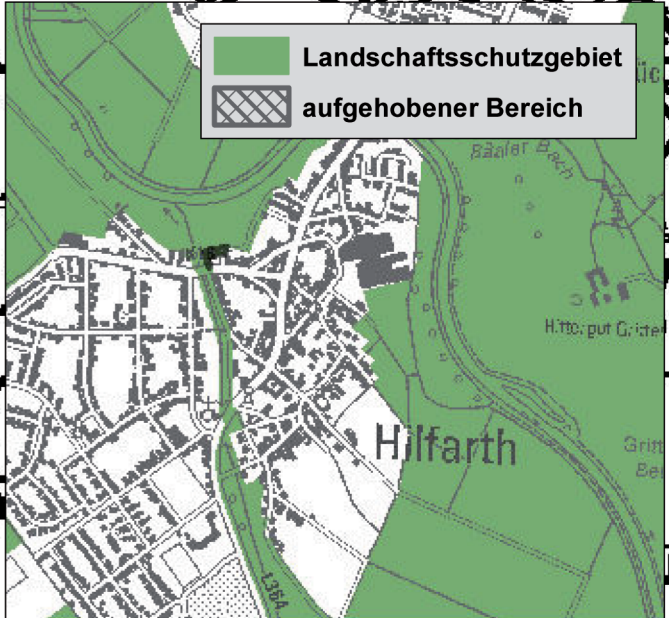 Landschaftsschutzgebiet
aufgehobener Bereich
Baaler Bach
Hilfarth
L364